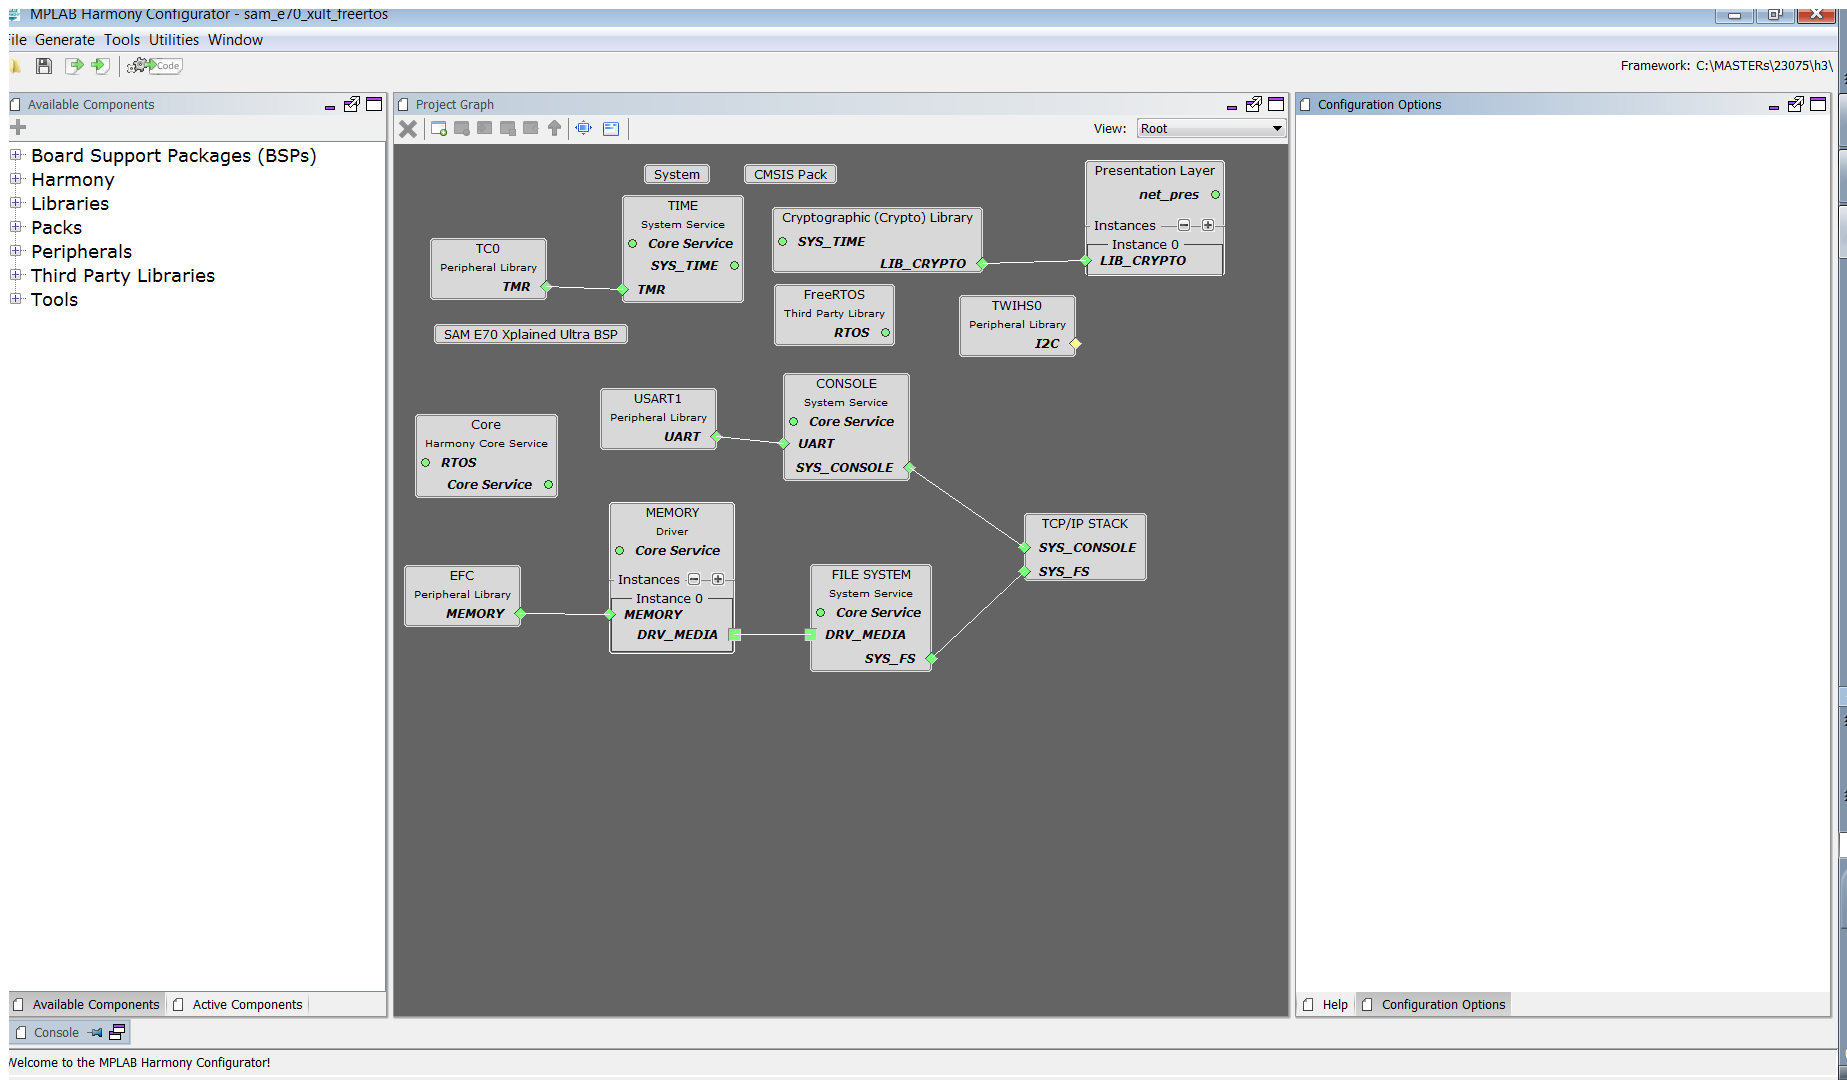 MPLAB Harmony Configurator - sam_e70_xult_freertos
File Generate Tools Utilities Window
Code
Framework: C:\MASTERs\23075\h3\
Available Components
Board Support Packages (BSPs)
Harmony
Libraries
Packs
Peripherals
Third Party Libraries
Tools
Available Components
Active Components
Project Graph
View: Root
System
CMSIS Pack
Presentation Layer
net_pres
Instances
Instance 0
LIB_CRYPTO
TIME
System Service
Core Service
SYS_TIME
TMR
Cryptographic (Crypto) Library
SYS_TIME
LIB_CRYPTO
TC0
Peripheral Library
TMR
FreeRTOS
Third Party Library
RTOS
TWIHS0
Peripheral Library
I2C
SAM E70 Xplained Ultra BSP
USART1
Peripheral Library
UART
CONSOLE
System Service
Core Service
UART
SYS_CONSOLE
Core
Harmony Core Service
RTOS
Core Service
MEMORY
Driver
Core Service
Instances
Instance 0
MEMORY
DRV_MEDIA
TCP/IP STACK
SYS_CONSOLE
SYS_FS
EFC
Peripheral Library
MEMORY
FILE SYSTEM
System Service
Core Service
DRV_MEDIA
SYS_FS
Configuration Options
Help
Configuration Options
Console
Welcome to the MPLAB Harmony Configurator!